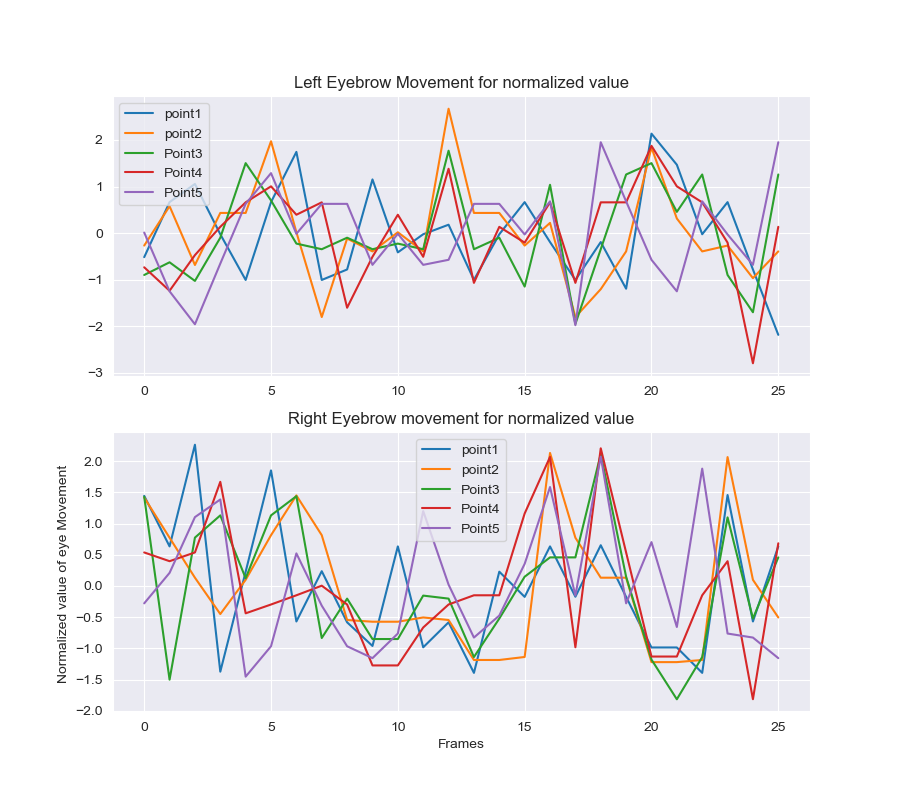 Left Eyebrow Movement for normalized value
point1
point2
Point3
Point4
Point5
2
1
0
−1
−2
−3
0 5 10 15 20 25
Right Eyebrow movement for normalized value
point1
point2
Point3
Point4
Point5
2.0
1.5
1.0
0.5
0.0
−0.5
−1.0
−1.5
−2.0
Normalized value of eye Movement
0 5 10 15 20 25
Frames